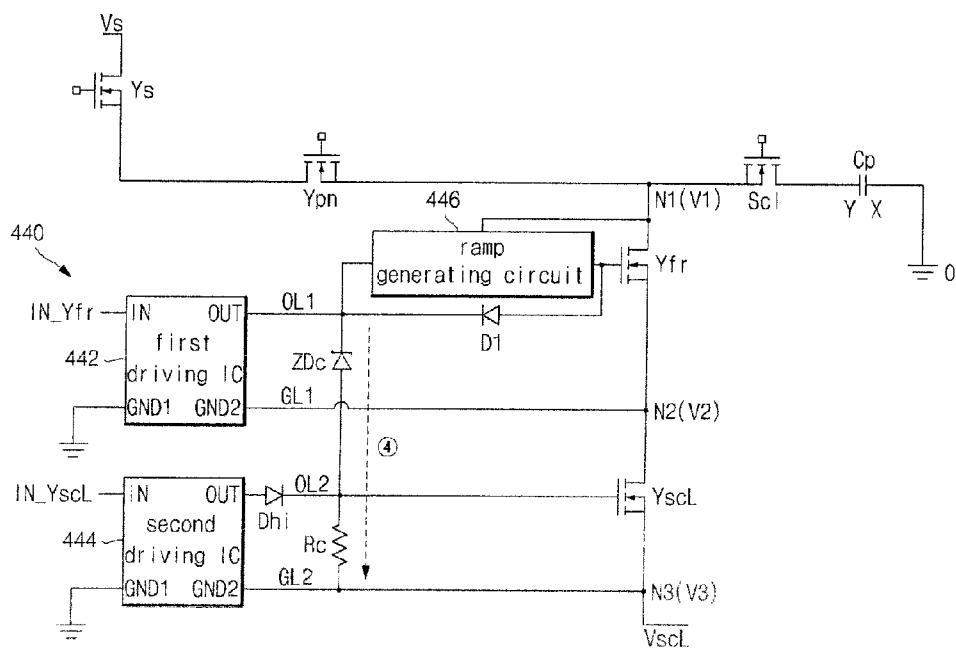 Vs
Ys
Ypn
446
N1(V1)
Scl
Cp
Y X
0
440
ramp
generating circuit
Yfr
IN_Yfr
IN OUT
OL1
D1
442
first
driving IC
ZDc
GND1 GND2
GL1
N2(V2)
④
IN_YscL
IN OUT
Dhi
OL2
YscL
444
second
driving IC
Rc
GND1 GND2
GL2
N3(V3)
VscL